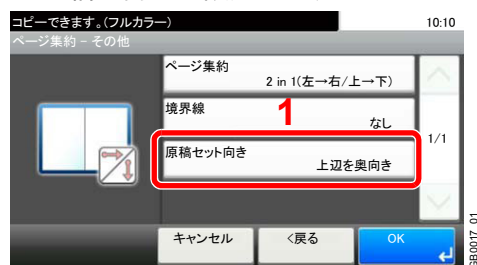 コピーできます。(フルカラー) 10:10
ページ集約 - その他
ページ集約
2 in 1(左→右/上→下)
境界線
1
なし
1/1
原稿セット向き
上辺を奥向き
キャンセル <戻る OK
GB0017_01